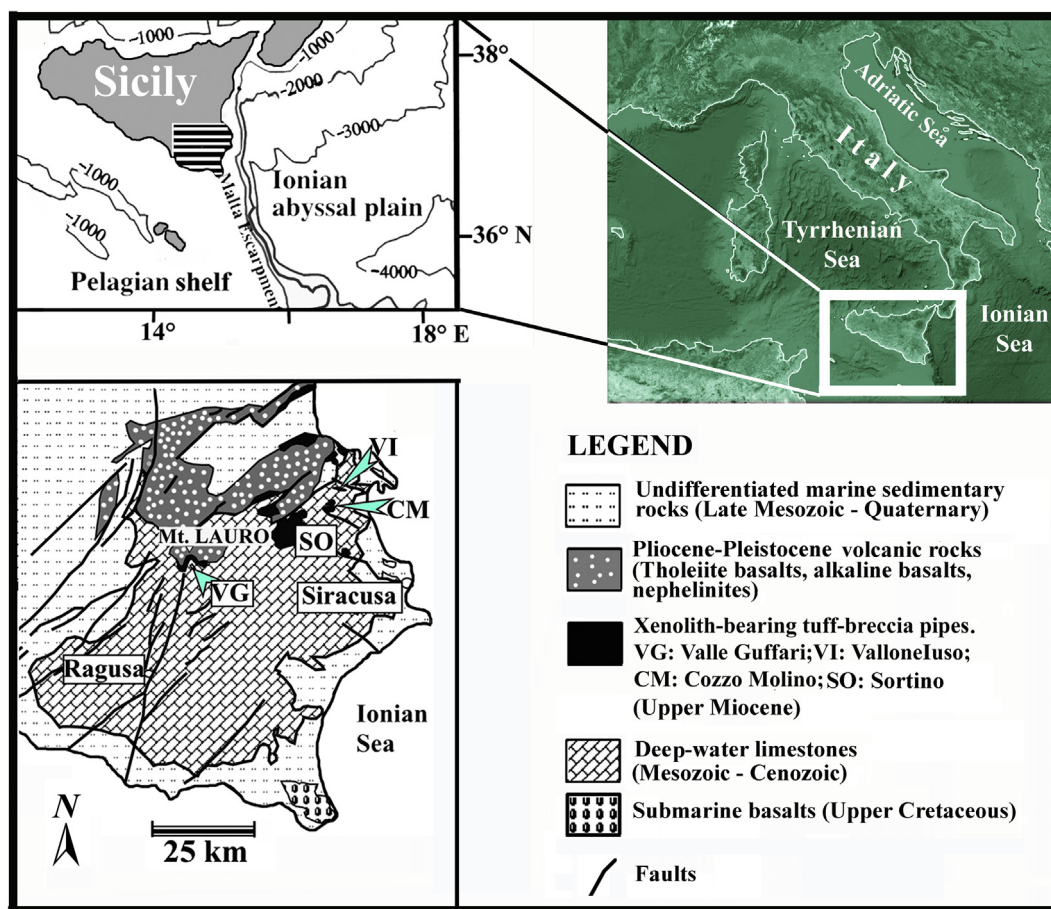 -1000
-1000
38°
Sicily
-2000
-3000
-1000
-1000
Malta Escarpment
Ionian
abyssal plain
36° N
Pelagian shelf
-4000
14°
18° E
Adriatic Sea
Italy
Tyrrhenian
Sea
Ionian
Sea
VI
CM
Mt. LAURO
SO
VG
Siracusa
Ragusa
Ionian
Sea
N
25 km
LEGEND
Undifferentiated marine sedimentary
rocks (Late Mesozoic - Quaternary)
Pliocene-Pleistocene volcanic rocks
(Tholeiite basalts, alkaline basalts,
nephelinites)
Xenolith-bearing tuff-breccia pipes.
VG: Valle Guffari;VI: ValloneIuso;
CM: Cozzo Molino; SO: Sortino
(Upper Miocene)
Deep-water limestones
(Mesozoic - Cenozoic)
Submarine basalts (Upper Cretaceous)
Faults